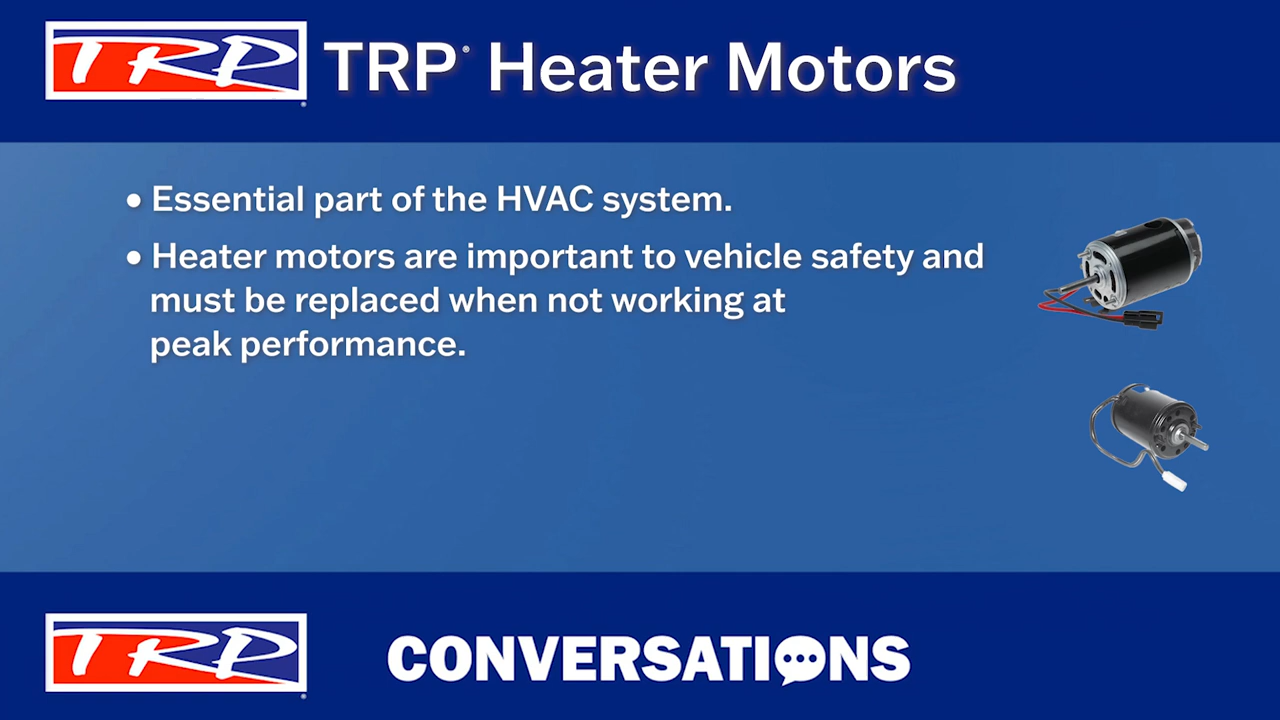 TRP
TRP® Heater Motors
• Essential part of the HVAC system.
• Heater motors are important to vehicle safety and
must be replaced when not working at
peak performance.
TRP
CONVERSATIONS